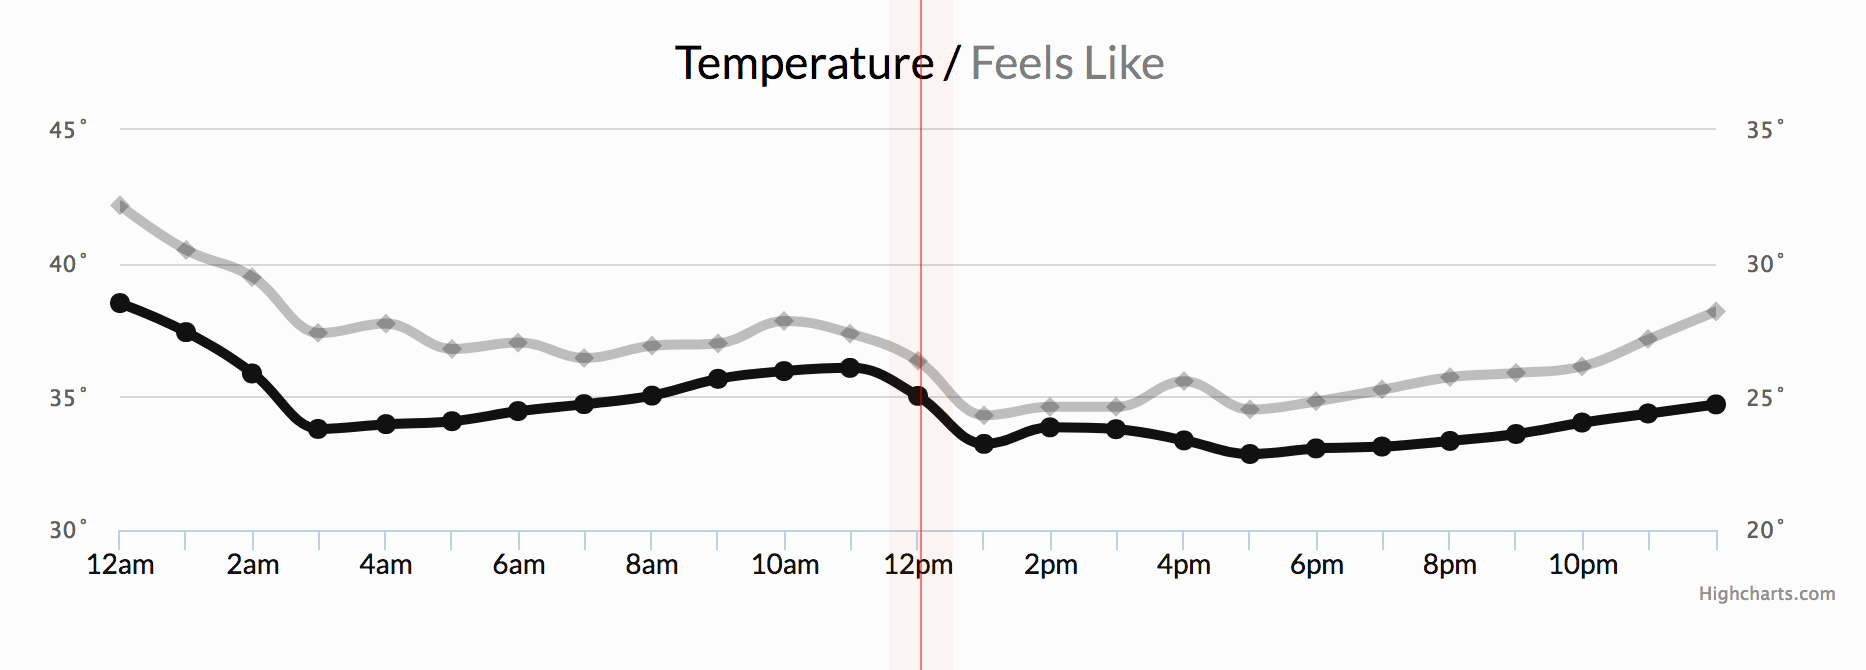 Temperature / Feels Like
45° 35°
40° 30°
35° 25°
30° 20°
12am 2am 4am 6am 8am 10am 12pm 2pm 4pm 6pm 8pm 10pm
Highcharts.com